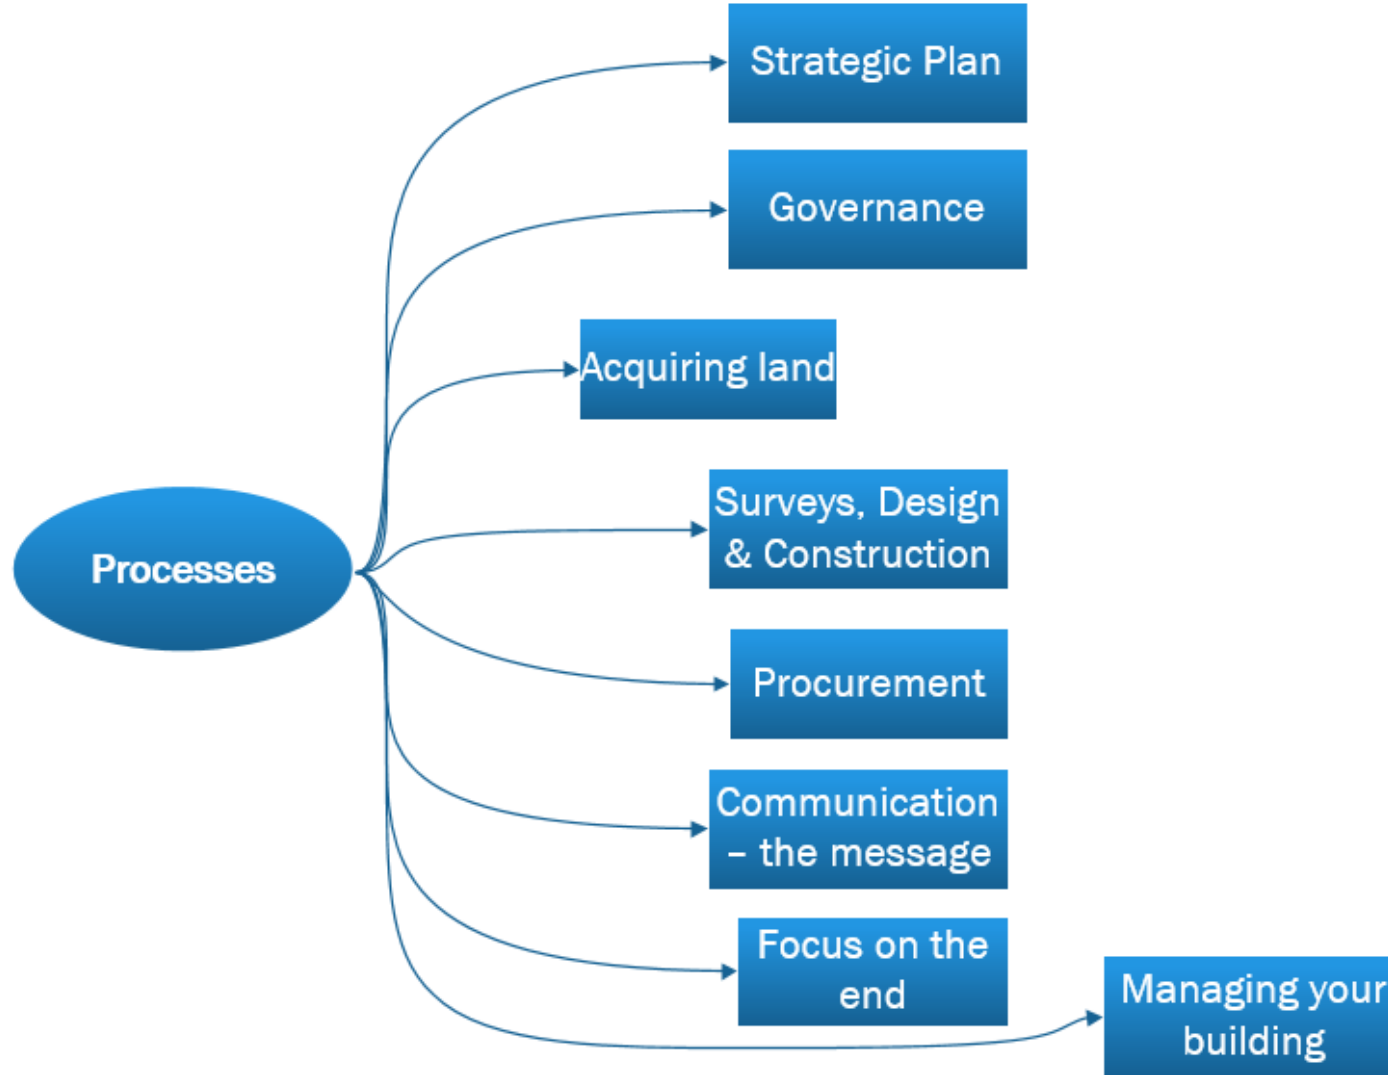 Strategic Plan
Governance
Acquiring land
Surveys, Design
& Construction
Processes
Procurement
Communication
– the message
Focus on the
end
Managing your
building